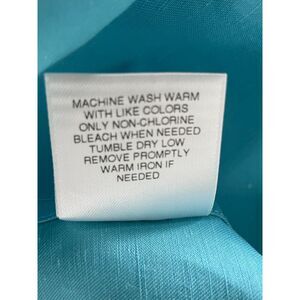 MACHINE WASH WARM
WITH LIKE COLORS
ONLY NON-CHLORINE
BLEACH WHEN NEEDED
TUMBLE DRY LOW
REMOVE PROMPTLY
WARM IRON IF
NEEDED